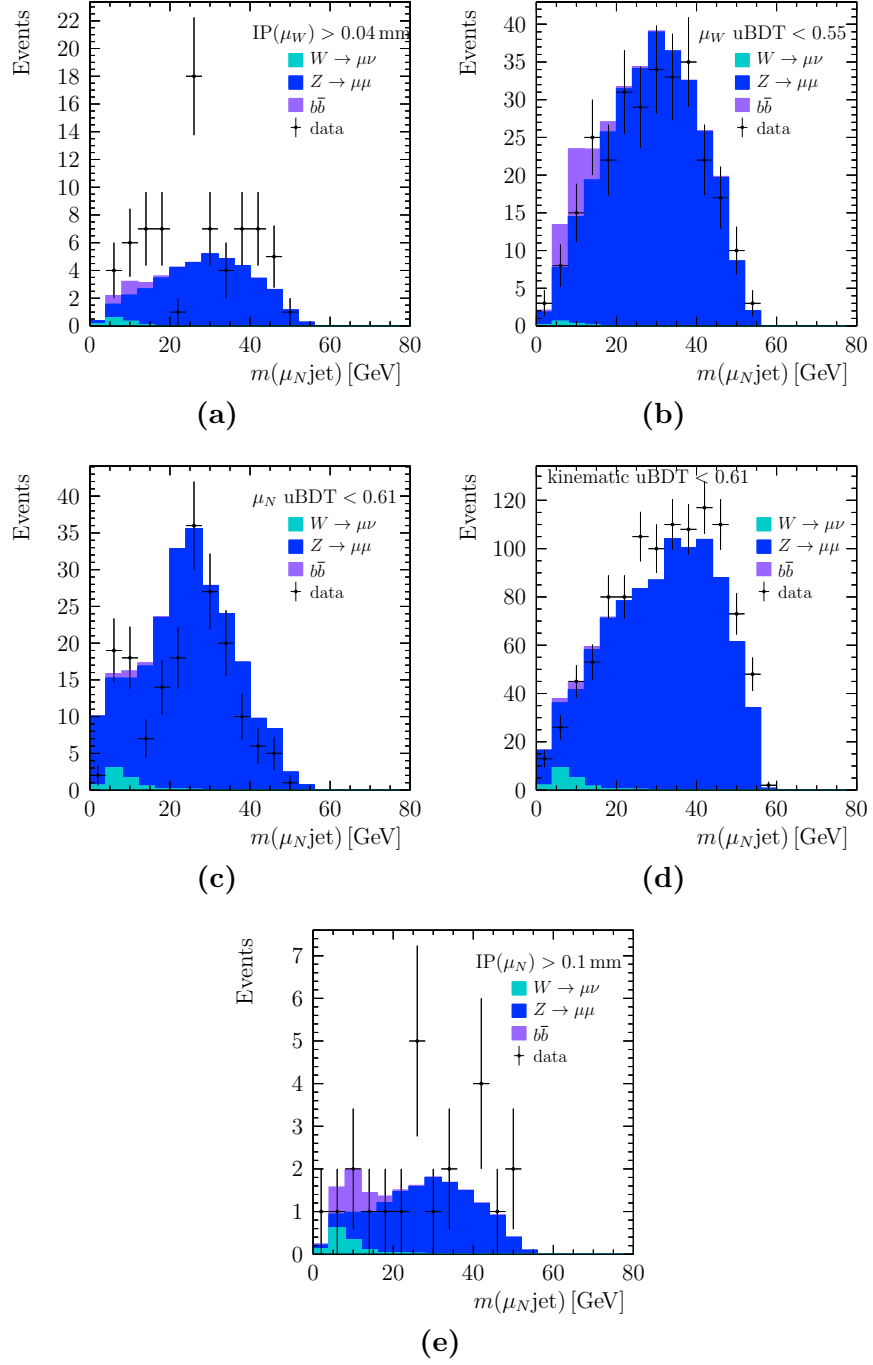 Events
22
20
18
16
14
12
10
8
6
4
2
0
IP(μ_W) > 0.04 mm
W → μν
Z → μμ
bb̄
data
0 20 40 60 80
m(μ_N jet) [GeV]
(a)
Events
40
35
30
25
20
15
10
5
0
μ_W uBDT < 0.55
W → μν
Z → μμ
bb̄
data
0 20 40 60 80
m(μ_N jet) [GeV]
(b)
Events
40
35
30
25
20
15
10
5
0
μ_N uBDT < 0.61
W → μν
Z → μμ
bb̄
data
0 20 40 60 80
m(μ_N jet) [GeV]
(c)
Events
120
100
80
60
40
20
0
kinematic uBDT < 0.61
W → μν
Z → μμ
bb̄
data
0 20 40 60 80
m(μ_N jet) [GeV]
(d)
Events
7
6
5
4
3
2
1
0
IP(μ_N) > 0.1 mm
W → μν
Z → μμ
bb̄
data
0 20 40 60 80
m(μ_N jet) [GeV]
(e)